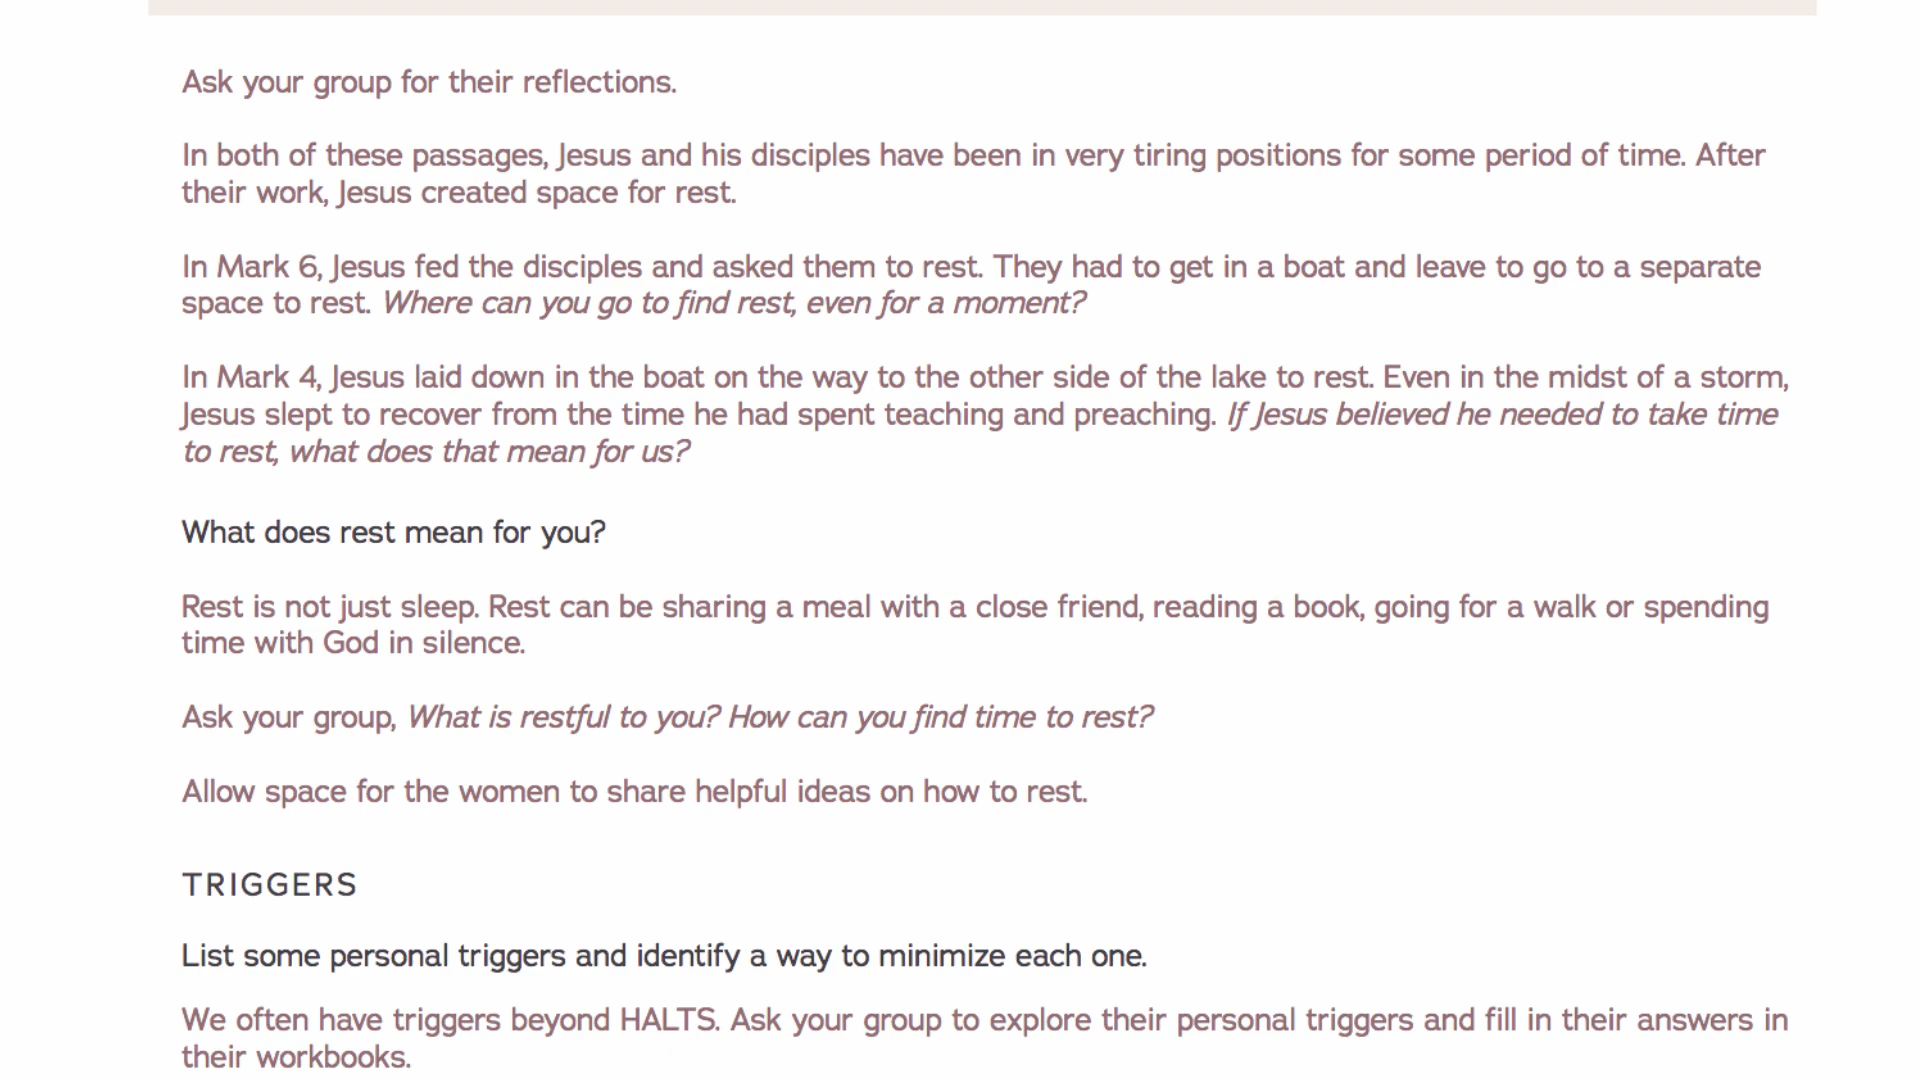 Ask your group for their reflections.
In both of these passages, Jesus and his disciples have been in very tiring positions for some period of time. After
their work, Jesus created space for rest.
In Mark 6, Jesus fed the disciples and asked them to rest. They had to get in a boat and leave to go to a separate
space to rest. Where can you go to find rest, even for a moment?
In Mark 4, Jesus laid down in the boat on the way to the other side of the lake to rest. Even in the midst of a storm,
Jesus slept to recover from the time he had spent teaching and preaching. If Jesus believed he needed to take time
to rest, what does that mean for us?
What does rest mean for you?
Rest is not just sleep. Rest can be sharing a meal with a close friend, reading a book, going for a walk or spending
time with God in silence.
Ask your group, What is restful to you? How can you find time to rest?
Allow space for the women to share helpful ideas on how to rest.
TRIGGERS
List some personal triggers and identify a way to minimize each one.
We often have triggers beyond HALTS. Ask your group to explore their personal triggers and fill in their answers in
their workbooks.